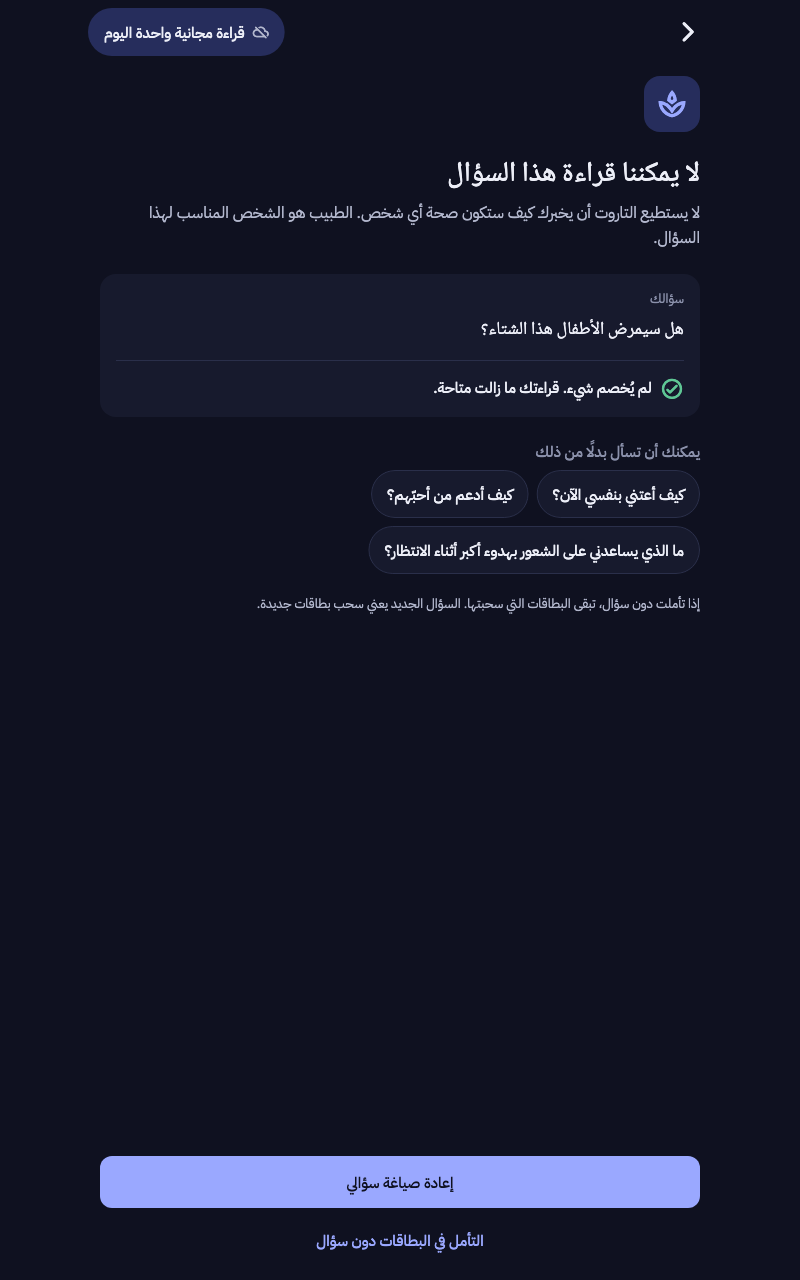 قراءة مجانية واحدة اليوم
لا يمكننا قراءة هذا السؤال
لا يستطيع التاروت أن يخبرك كيف ستكون صحة أي شخص. الطبيب هو الشخص المناسب لهذا
السؤال.
سؤالك
هل سيمرض الأطفال هذا الشتاء؟
لم يُخصم شيء. قراءتك ما زالت متاحة.
يمكنك أن تسأل بدلًا من ذلك
كيف أعتني بنفسي الآن؟
كيف أدعم من أحبّهم؟
ما الذي يساعدني على الشعور بهدوء أكبر أثناء الانتظار؟
إذا تأملت دون سؤال، تبقى البطاقات التي سحبتها. السؤال الجديد يعني سحب بطاقات جديدة.
إعادة صياغة سؤالي
التأمل في البطاقات دون سؤال